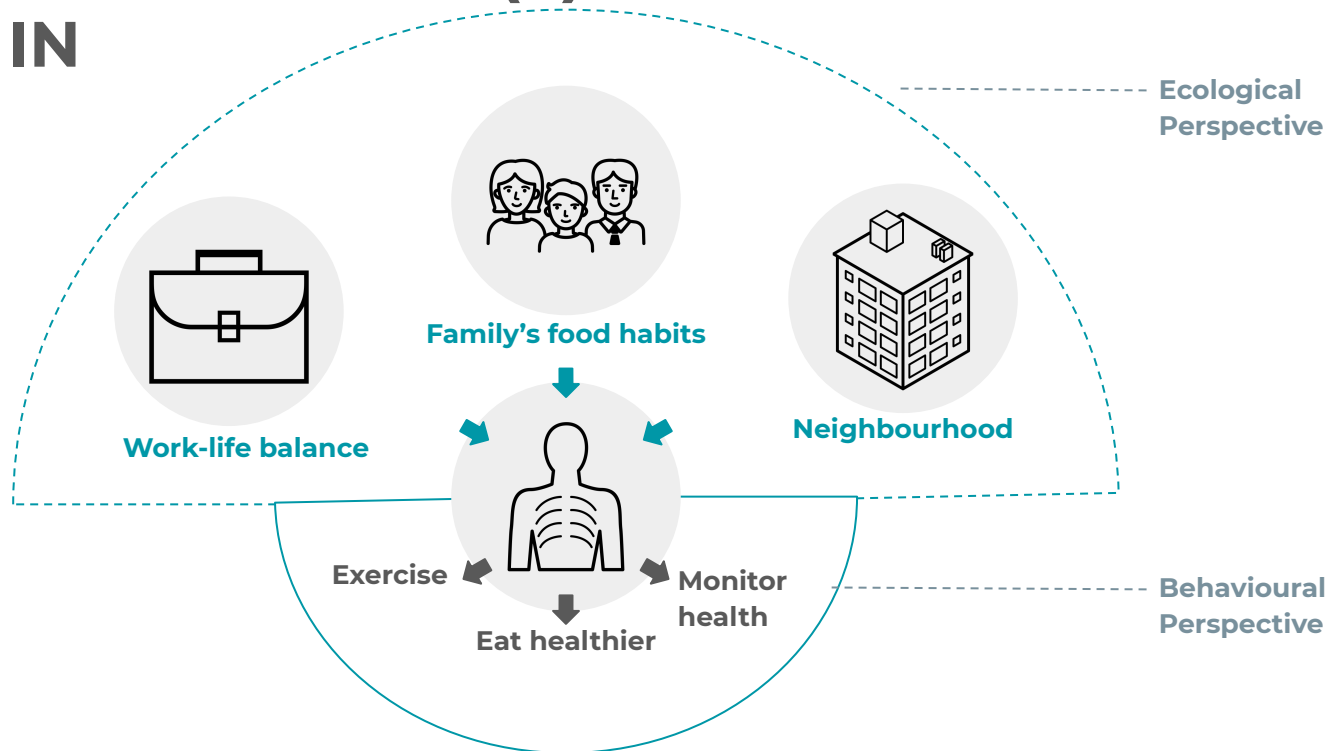 IN
Ecological
Perspective
Family’s food habits
Work-life balance
Neighbourhood
Exercise
Monitor
health
Eat healthier
Behavioural
Perspective